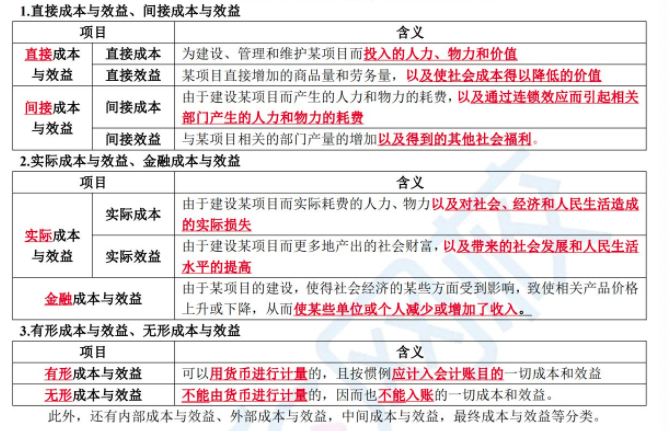 1.直接成本与效益、间接成本与效益
项目 含义
直接成本与效益 直接成本 为建设、管理和维护某项目而投入的人力、物力和价值
直接效益 某项目直接增加的商品量和劳务量，以及使社会成本得以降低的价值
间接成本与效益 间接成本 由于建设某项目而产生的人力和物力的耗费，以及通过连锁效应而引起相关
部门产生的人力和物力的耗费
间接效益 与某项目相关的部门产量的增加以及得到的其他社会福利。
2.实际成本与效益、金融成本与效益
项目 含义
实际成本与效益 实际成本 由于建设某项目而实际耗费的人力、物力以及对社会、经济和人民生活造成
的实际损失
实际效益 由于建设某项目而更多地产出的社会财富，以及带来的社会发展和人民生活
水平的提高
金融成本与效益 由于某项目的建设，使得社会经济的某些方面受到影响，致使相关产品价格
上升或下降，从而使某些单位或个人减少或增加了收入。
3.有形成本与效益、无形成本与效益
项目 含义
有形成本与效益 可以用货币进行计量的，且按惯例应计入会计账目的一切成本和效益
无形成本与效益 不能由货币进行计量的，因而也不能入账的一切成本和效益。
此外，还有内部成本与效益、外部成本与效益，中间成本与效益，最终成本与效益等分类。